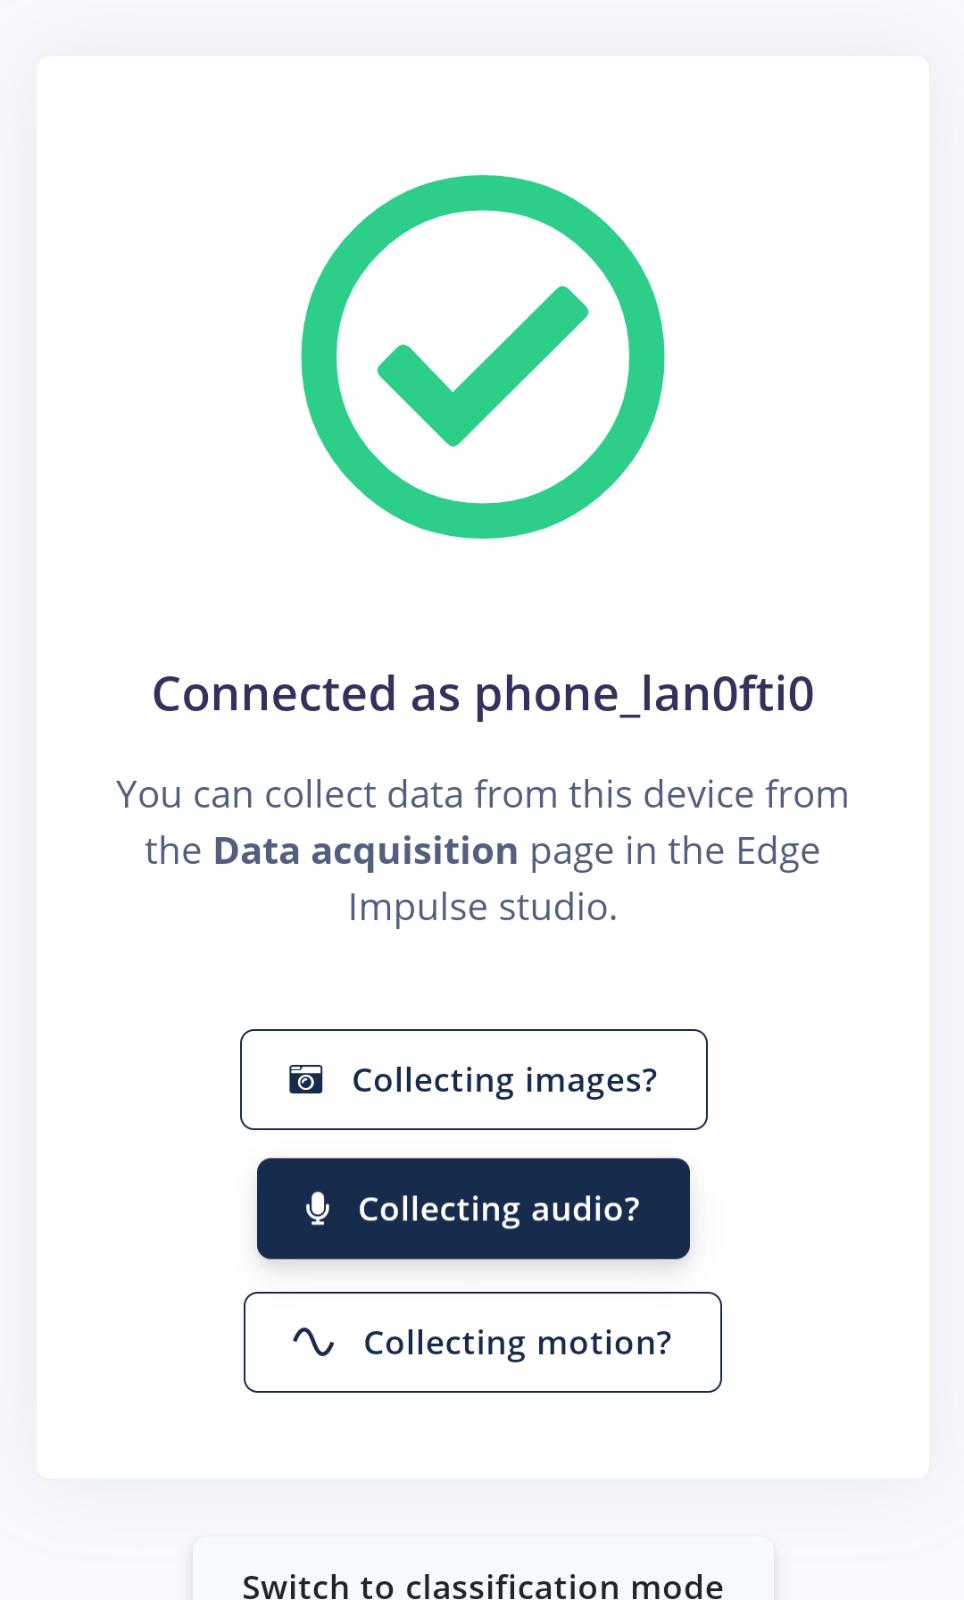 Connected as phone_lan0fti0
You can collect data from this device from
the Data acquisition page in the Edge
Impulse studio.
Collecting images?
Collecting audio?
Collecting motion?
Switch to classification mode